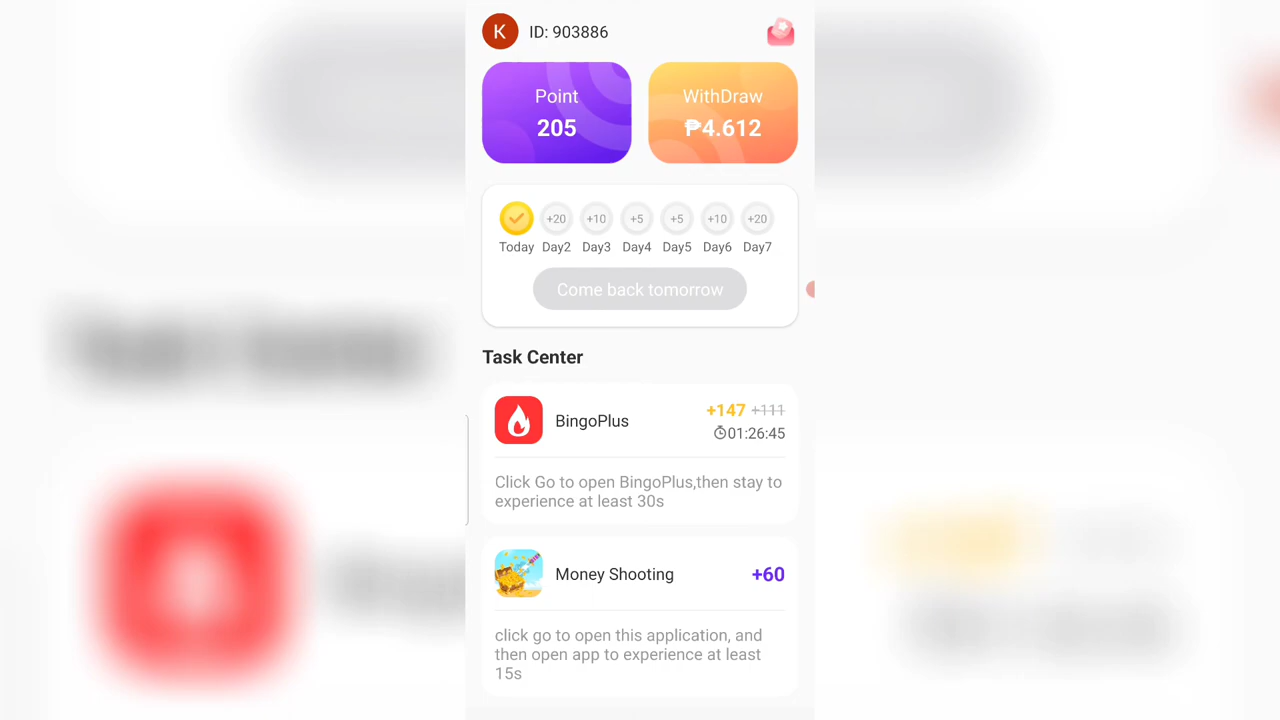 K ID: 903886
Point WithDraw
205 ₱4.612
+20 +10 +5 +5 +10 +20
Today Day2 Day3 Day4 Day5 Day6 Day7
Come back tomorrow
Task Center
BingoPlus +147 +111
01:26:45
Click Go to open BingoPlus,then stay to
experience at least 30s
Money Shooting +60
click go to open this application, and
then open app to experience at least
15s